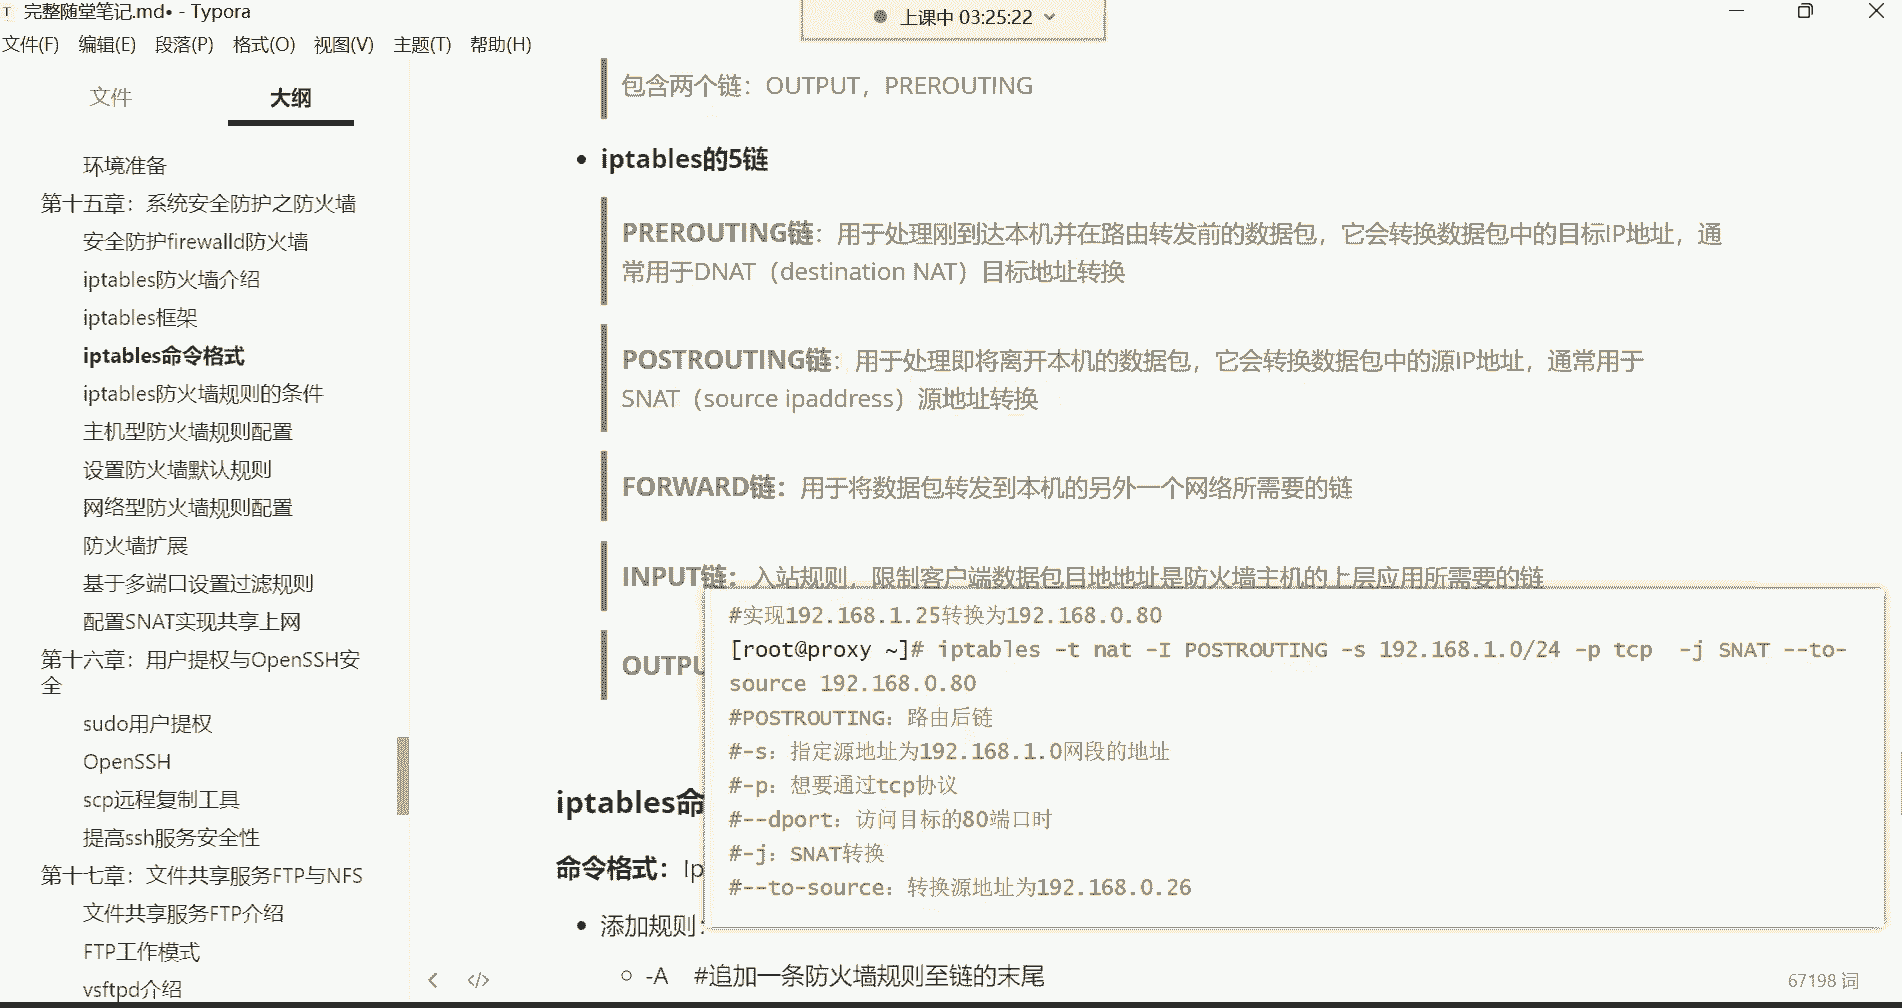 完整随堂笔记.md• - Typora
上课中 03:25:22
文件(F) 编辑(E) 段落(P) 格式(O) 视图(V) 主题(T) 帮助(H)
文件 大纲
环境准备
第十五章：系统安全防护之防火墙
安全防护firewalld防火墙
iptables防火墙介绍
iptables框架
iptables命令格式
iptables防火墙规则的条件
主机型防火墙规则配置
设置防火墙默认规则
网络型防火墙规则配置
防火墙扩展
基于多端口设置过滤规则
配置SNAT实现共享上网
第十六章：用户提权与OpenSSH安
全
sudo用户提权
OpenSSH
scp远程复制工具
提高ssh服务安全性
第十七章：文件共享服务FTP与NFS
文件共享服务FTP介绍
FTP工作模式
vsftpd介绍
包含两个链：OUTPUT，PREROUTING
iptables的5链
PREROUTING链：用于处理刚到达本机并在路由转发前的数据包，它会转换数据包中的目标IP地址，通
常用于DNAT（destination NAT）目标地址转换
POSTROUTING链：用于处理即将离开本机的数据包，它会转换数据包中的源IP地址，通常用于
SNAT（source ipaddress）源地址转换
FORWARD链：用于将数据包转发到本机的另外一个网络所需要的链
INPUT链：入站规则，限制客户端数据包目地地址是防火墙主机的上层应用所需要的链
OUTPU
iptables命
命令格式：Ip
添加规则：
-A #追加一条防火墙规则至链的末尾
#实现192.168.1.25转换为192.168.0.80
[root@proxy ~]# iptables -t nat -I POSTROUTING -s 192.168.1.0/24 -p tcp  -j SNAT --to-
source 192.168.0.80
#POSTROUTING：路由后链
#-s：指定源地址为192.168.1.0网段的地址
#-p：想要通过tcp协议
#--dport：访问目标的80端口时
#-j：SNAT转换
#--to-source：转换源地址为192.168.0.26
67198 词